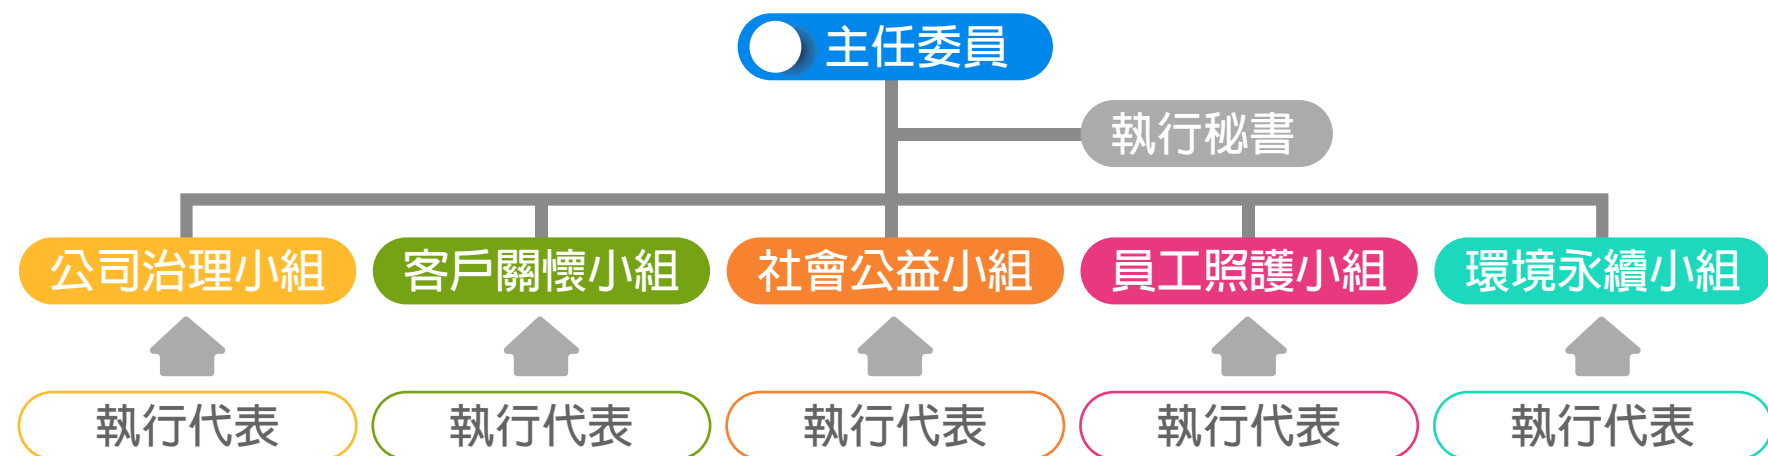 主任委員
執行秘書
公司治理小組
客戶關懷小組
社會公益小組
員工照護小組
環境永續小組
執行代表
執行代表
執行代表
執行代表
執行代表